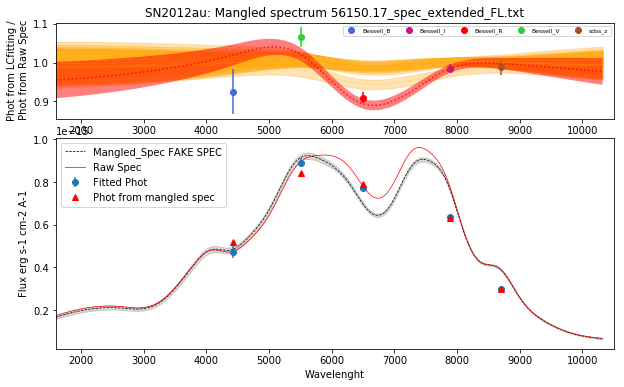 SN2012au: Mangled spectrum 56150.17_spec_extended_FL.txt
Phot from LCfitting /
Phot from Raw Spec
1.1
1.0
0.9
Bessell_B
Bessell_I
Bessell_R
Bessell_V
sdss_z
2000 3000 4000 5000 6000 7000 8000 9000 10000
Flux erg s-1 cm-2 A-1
1.0
0.8
0.6
0.4
0.2
Mangled_Spec FAKE SPEC
Raw Spec
Fitted Phot
Phot from mangled spec
2000 3000 4000 5000 6000 7000 8000 9000 10000
Wavelenght